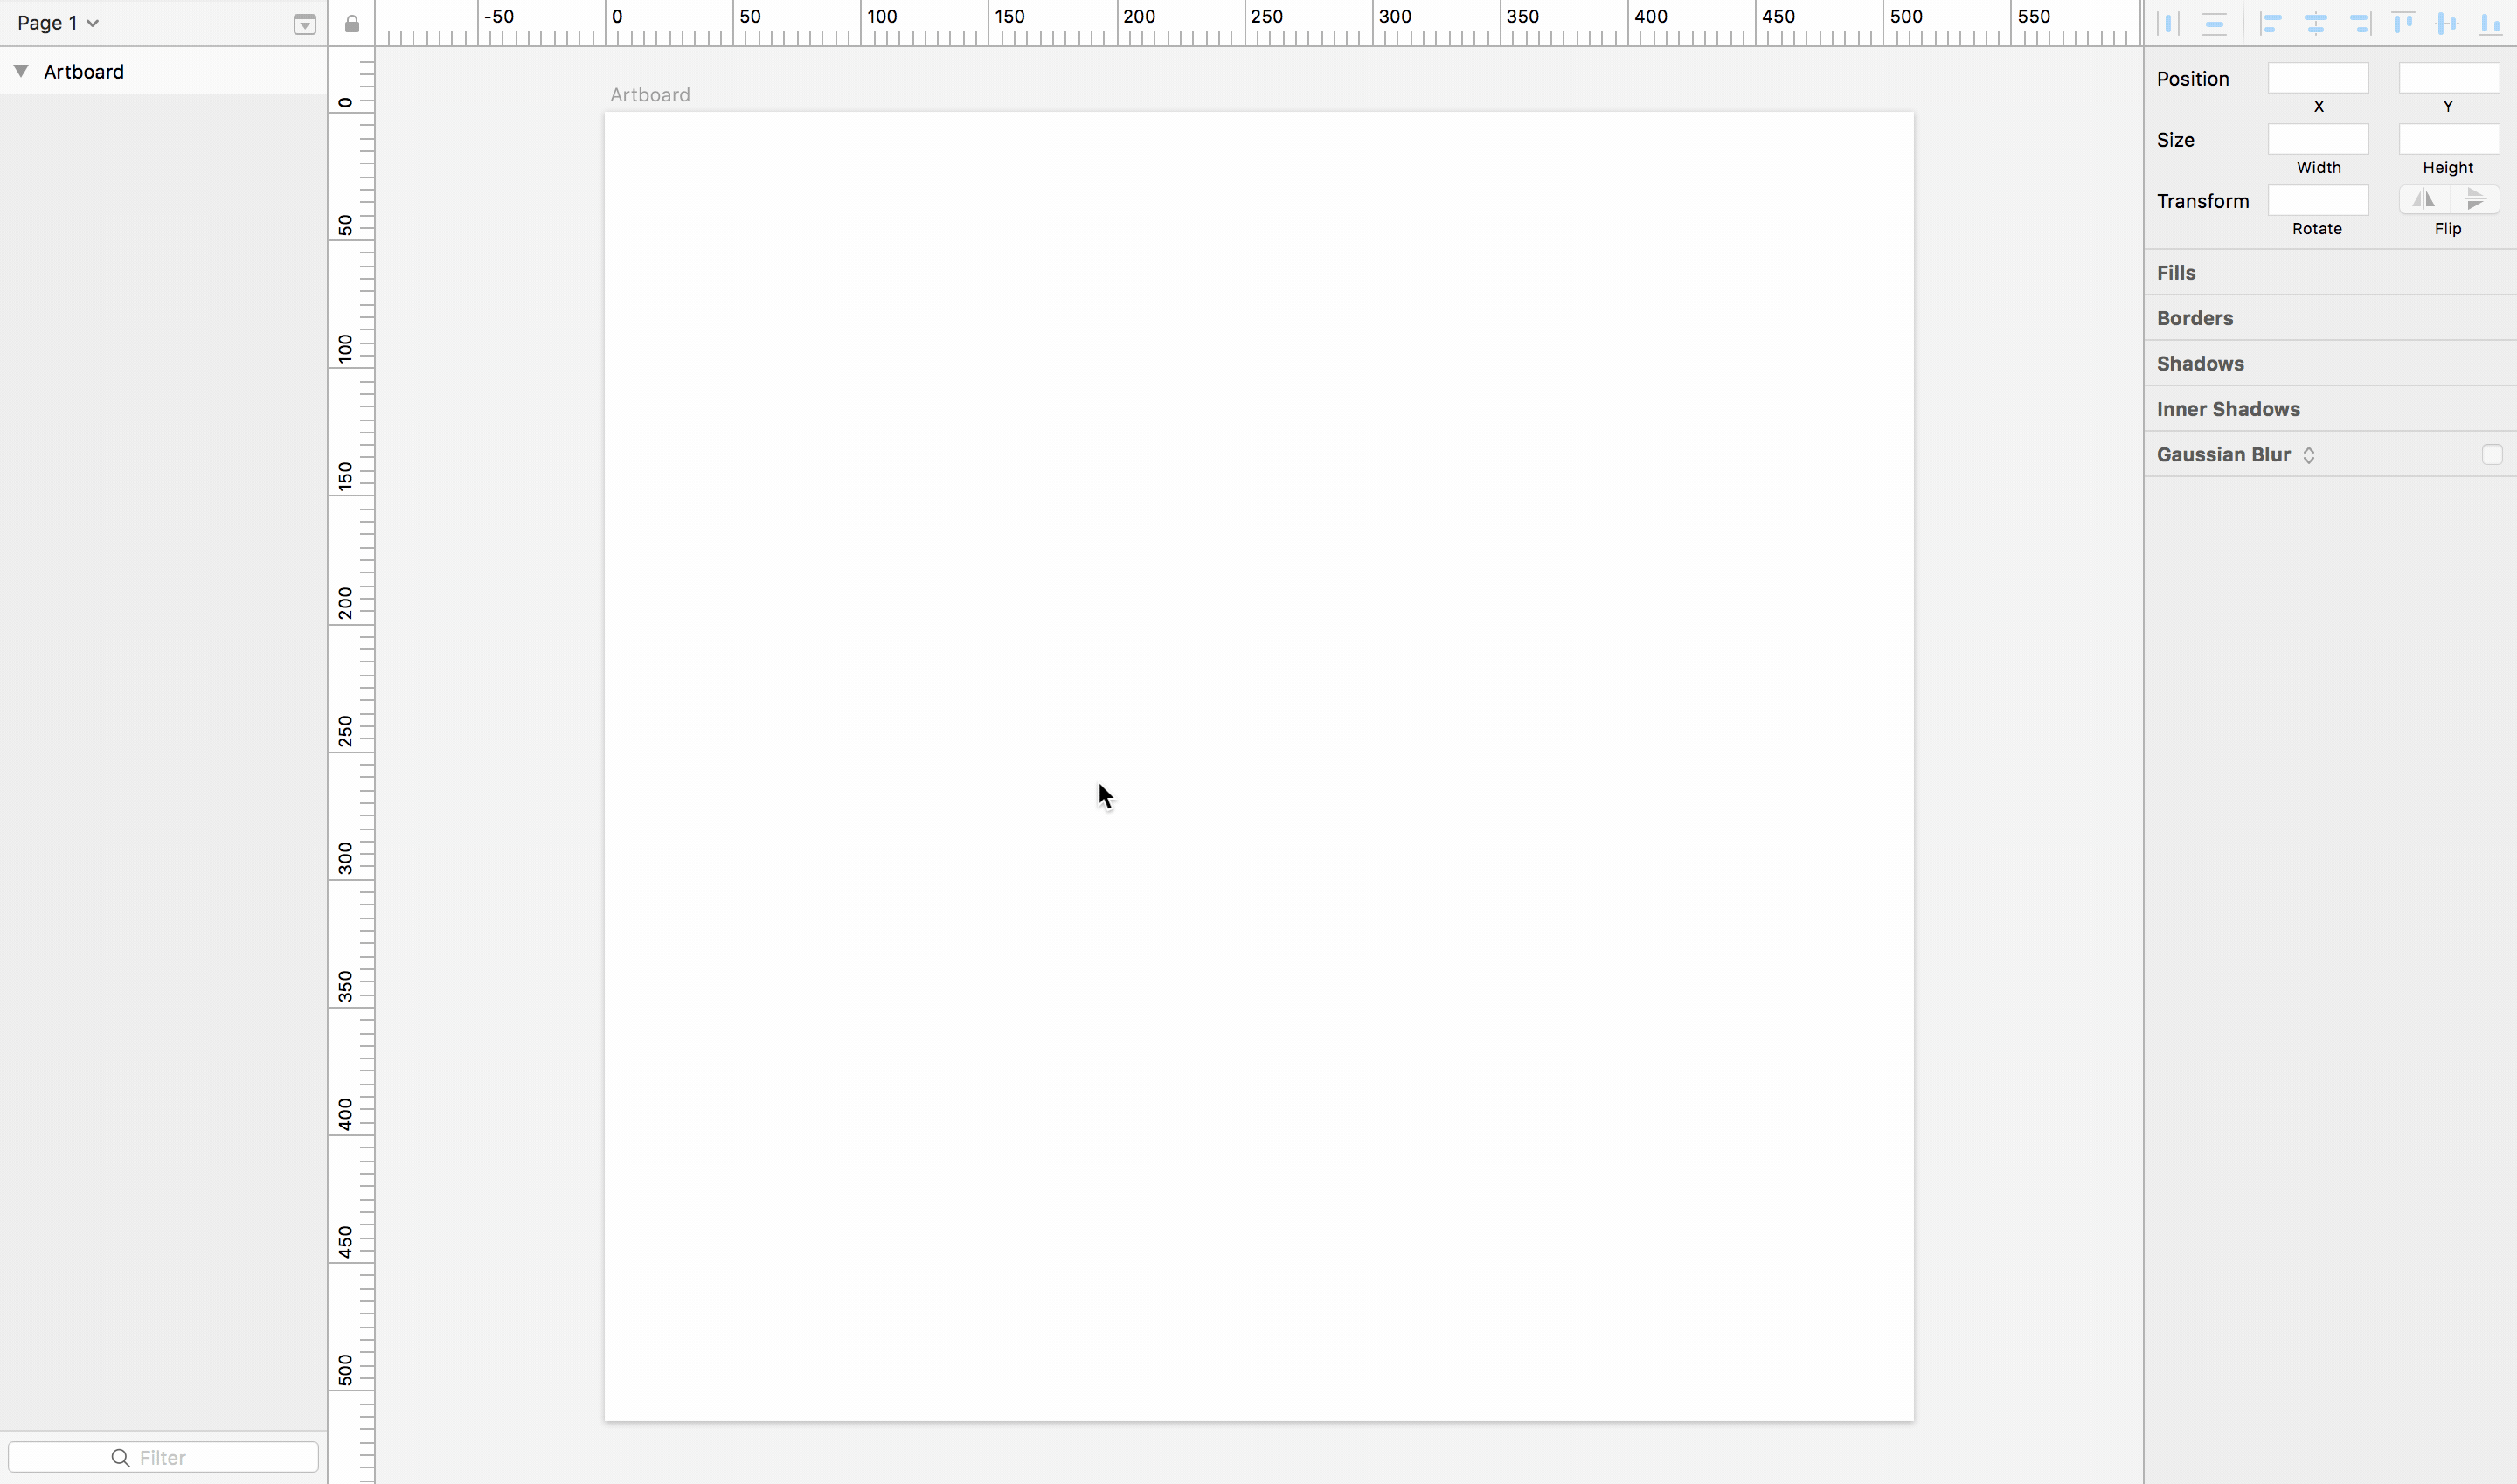 Page 1
-50 0 50 100 150 200 250 300 350 400 450 500 550
Artboard
Artboard
0
50
100
150
200
250
300
350
400
450
500
Filter
Position
X Y
Size
Width Height
Transform
Rotate Flip
Fills
Borders
Shadows
Inner Shadows
Gaussian Blur